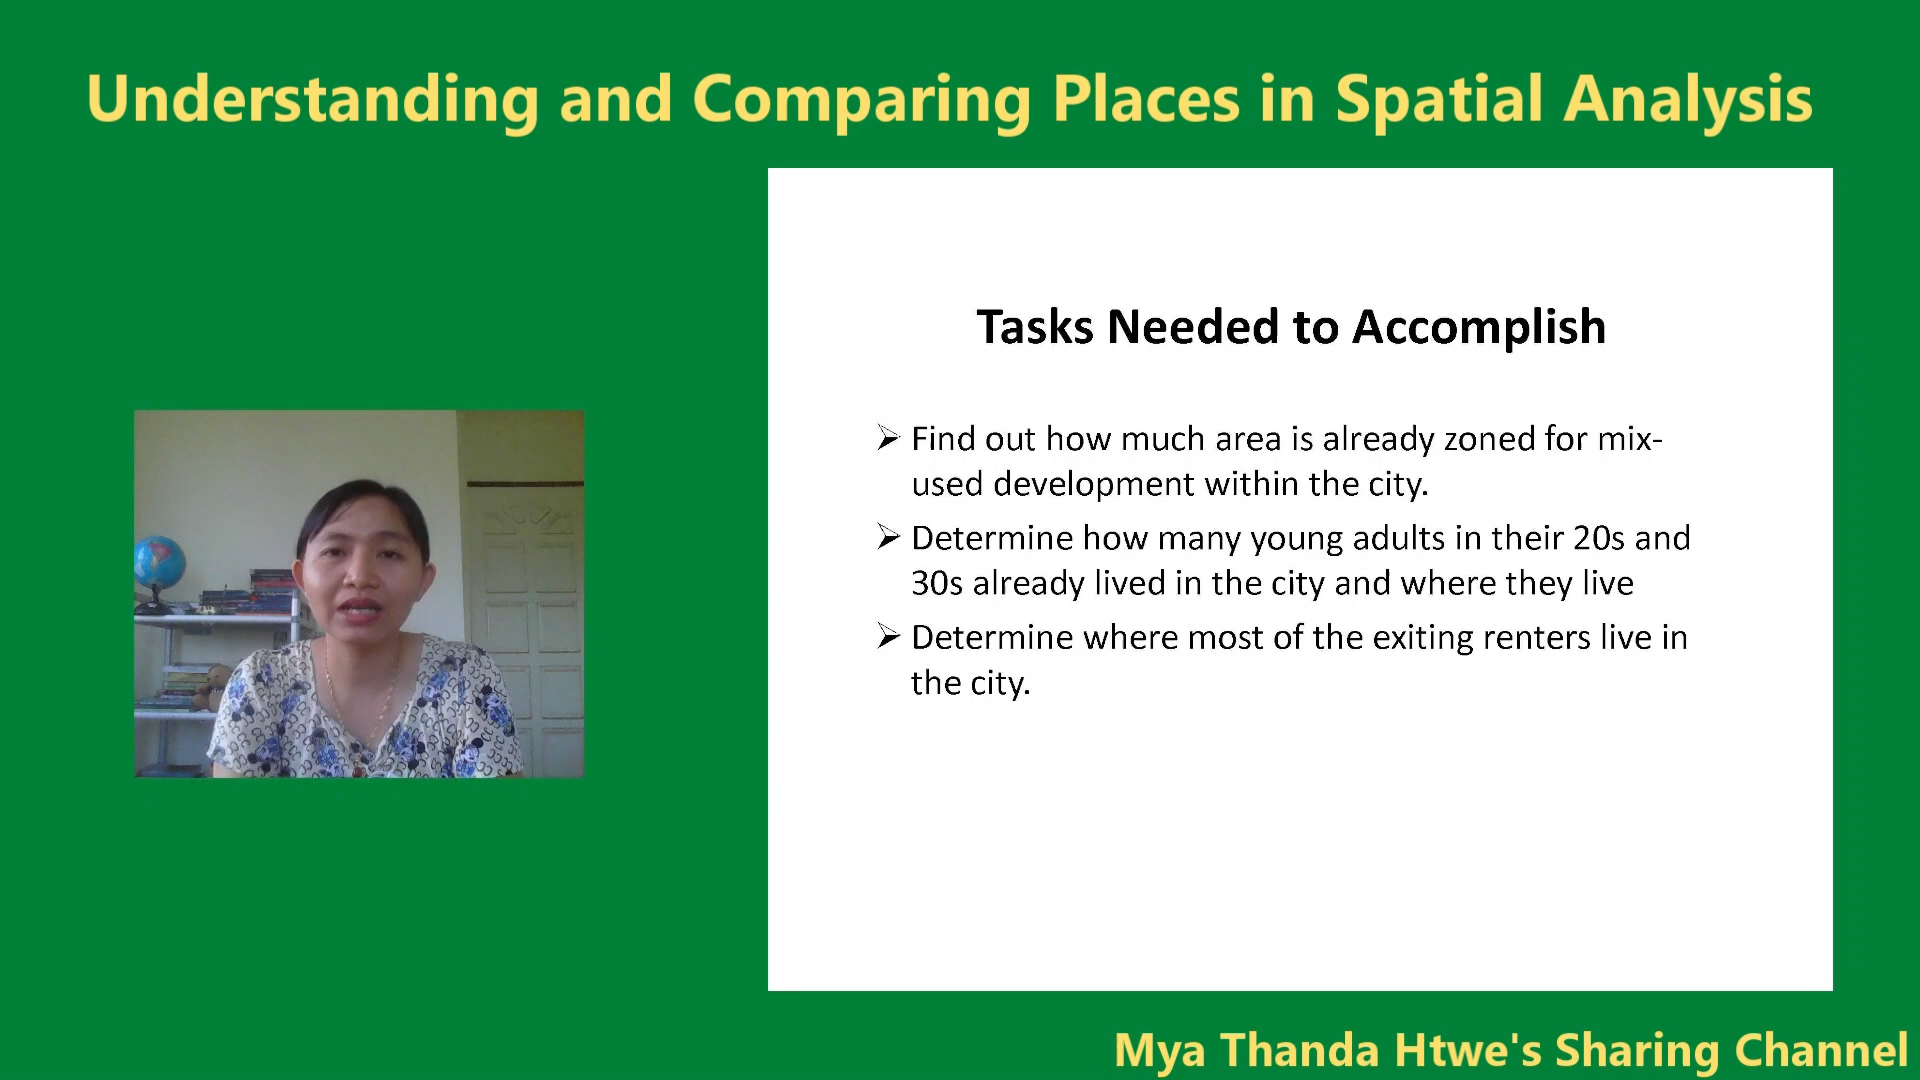 Understanding and Comparing Places in Spatial Analysis
Tasks Needed to Accomplish
➢ Find out how much area is already zoned for mix-
used development within the city.
➢ Determine how many young adults in their 20s and
30s already lived in the city and where they live
➢ Determine where most of the exiting renters live in
the city.
Mya Thanda Htwe's Sharing Channel